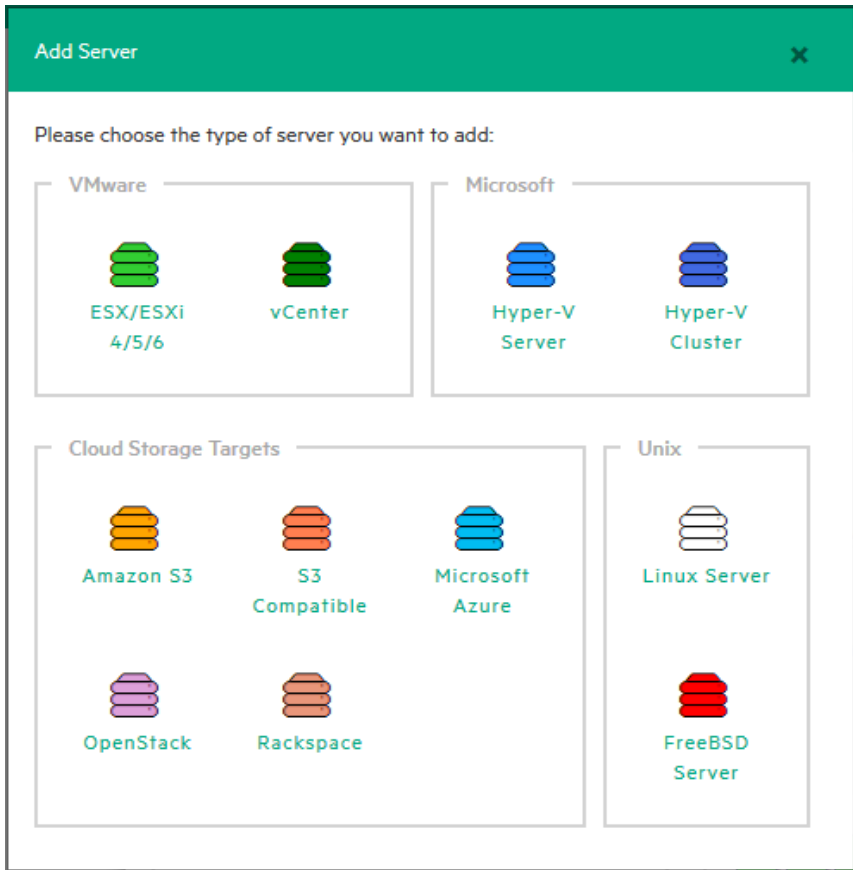 Add Server
Please choose the type of server you want to add:
VMware
ESX/ESXi
4/5/6
vCenter
Microsoft
Hyper-V
Server
Hyper-V
Cluster
Cloud Storage Targets
Amazon S3
S3
Compatible
Microsoft
Azure
OpenStack
Rackspace
Unix
Linux Server
FreeBSD
Server